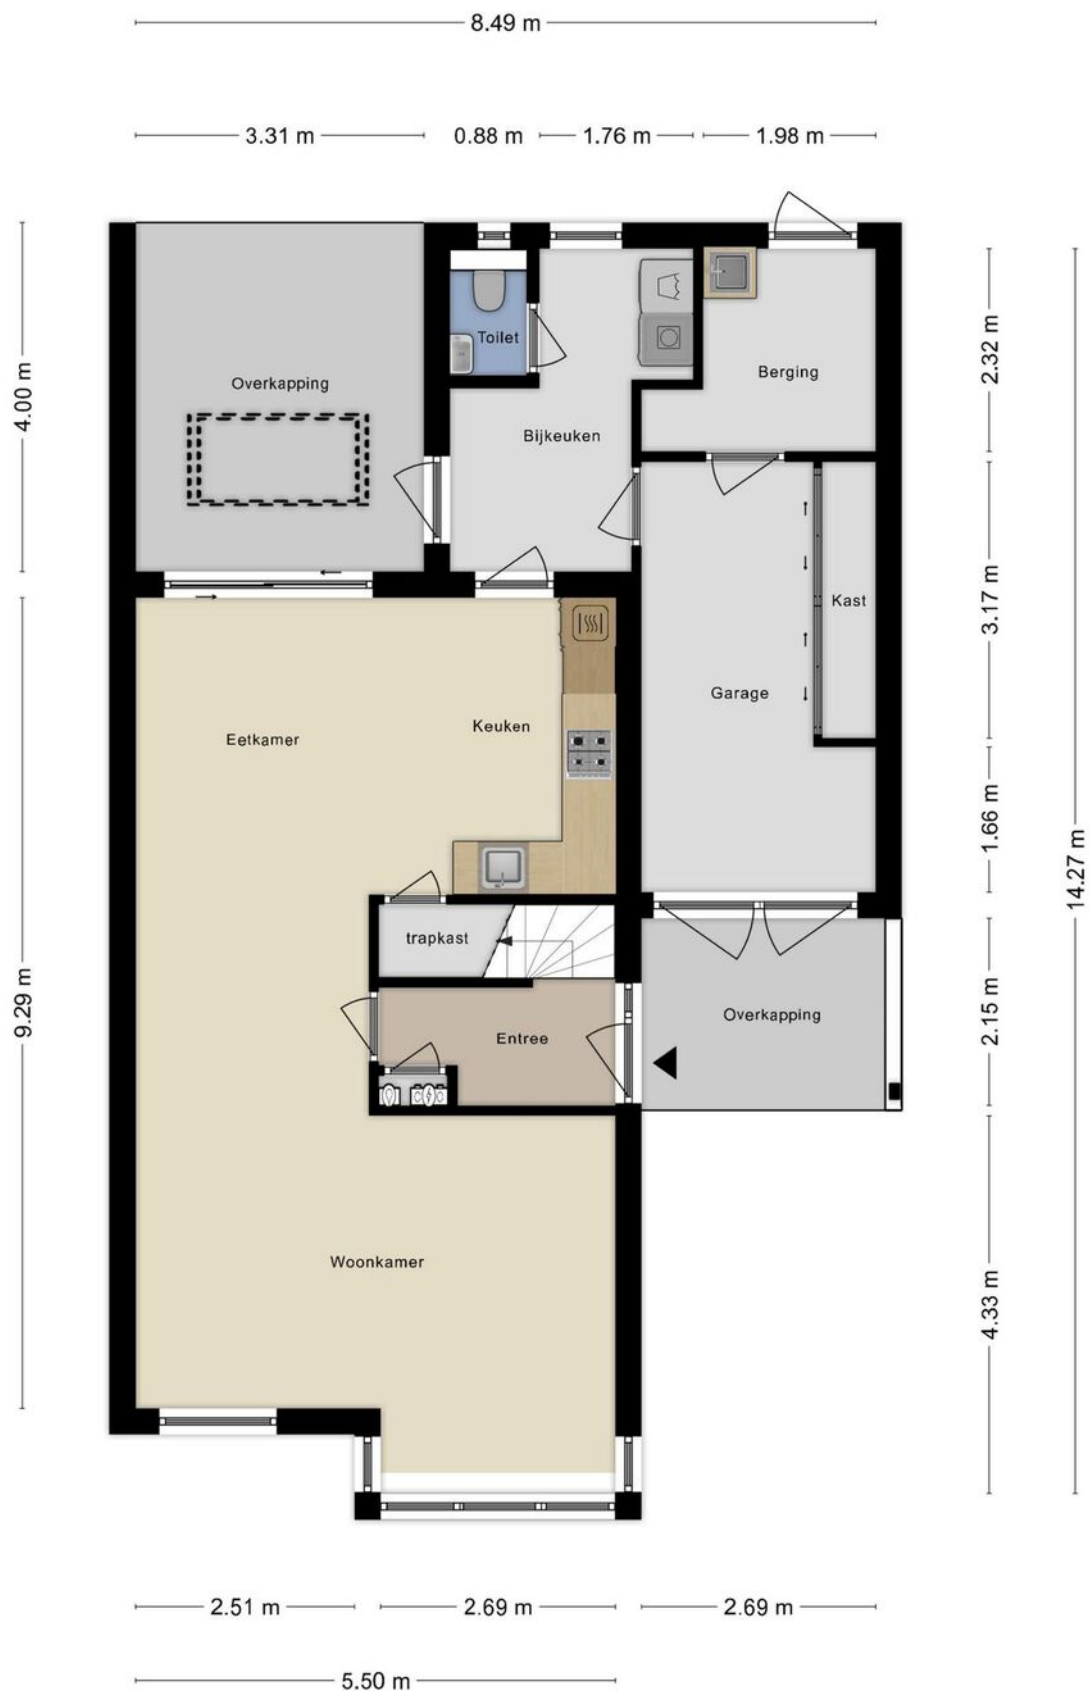 8.49 m
3.31 m
0.88 m
1.76 m
1.98 m
4.00 m
9.29 m
Overkapping
Toilet
Bijkeuken
Berging
Kast
Garage
Eetkamer
Keuken
trapkast
Entree
Overkapping
Woonkamer
2.32 m
3.17 m
1.66 m
2.15 m
4.33 m
14.27 m
2.51 m
2.69 m
2.69 m
5.50 m